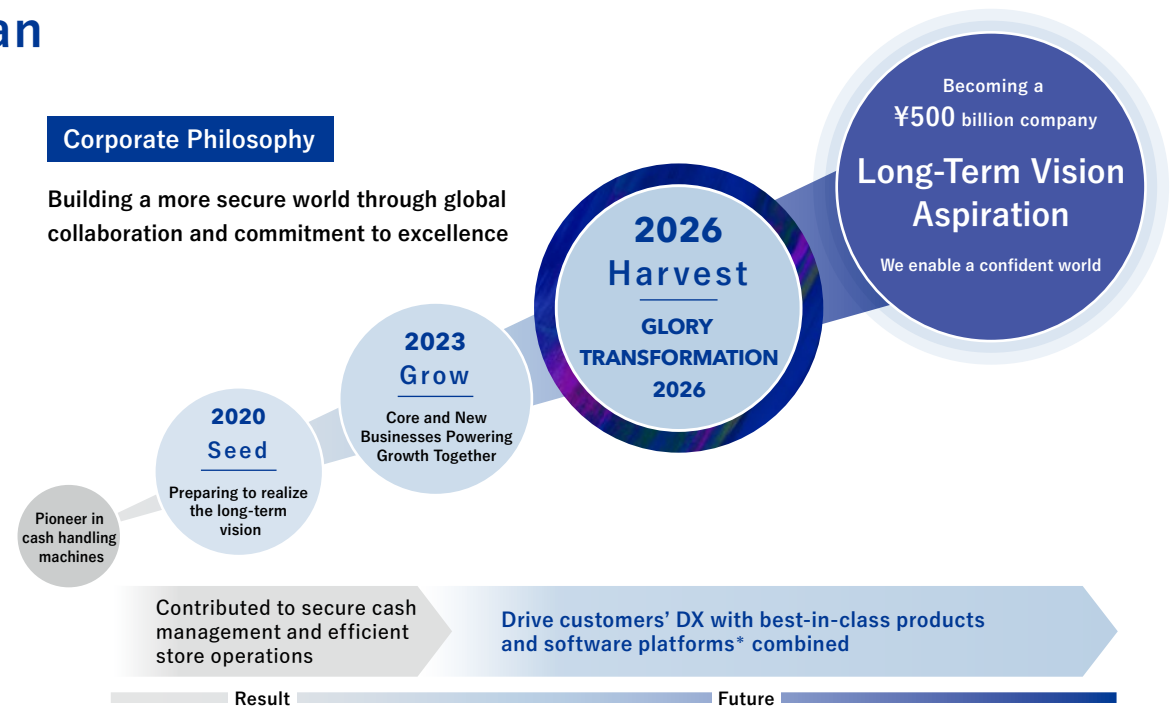 an
Corporate Philosophy
Building a more secure world through global
collaboration and commitment to excellence
Pioneer in
cash handling
machines
2020
Seed
Preparing to realize
the long-term
vision
2023
Grow
Core and New
Businesses Powering
Growth Together
2026
Harvest
GLORY
TRANSFORMATION
2026
Becoming a
¥500 billion company
Long-Term Vision
Aspiration
We enable a confident world
Contributed to secure cash
management and efficient
store operations
Drive customers' DX with best-in-class products
and software platforms* combined
Result
Future